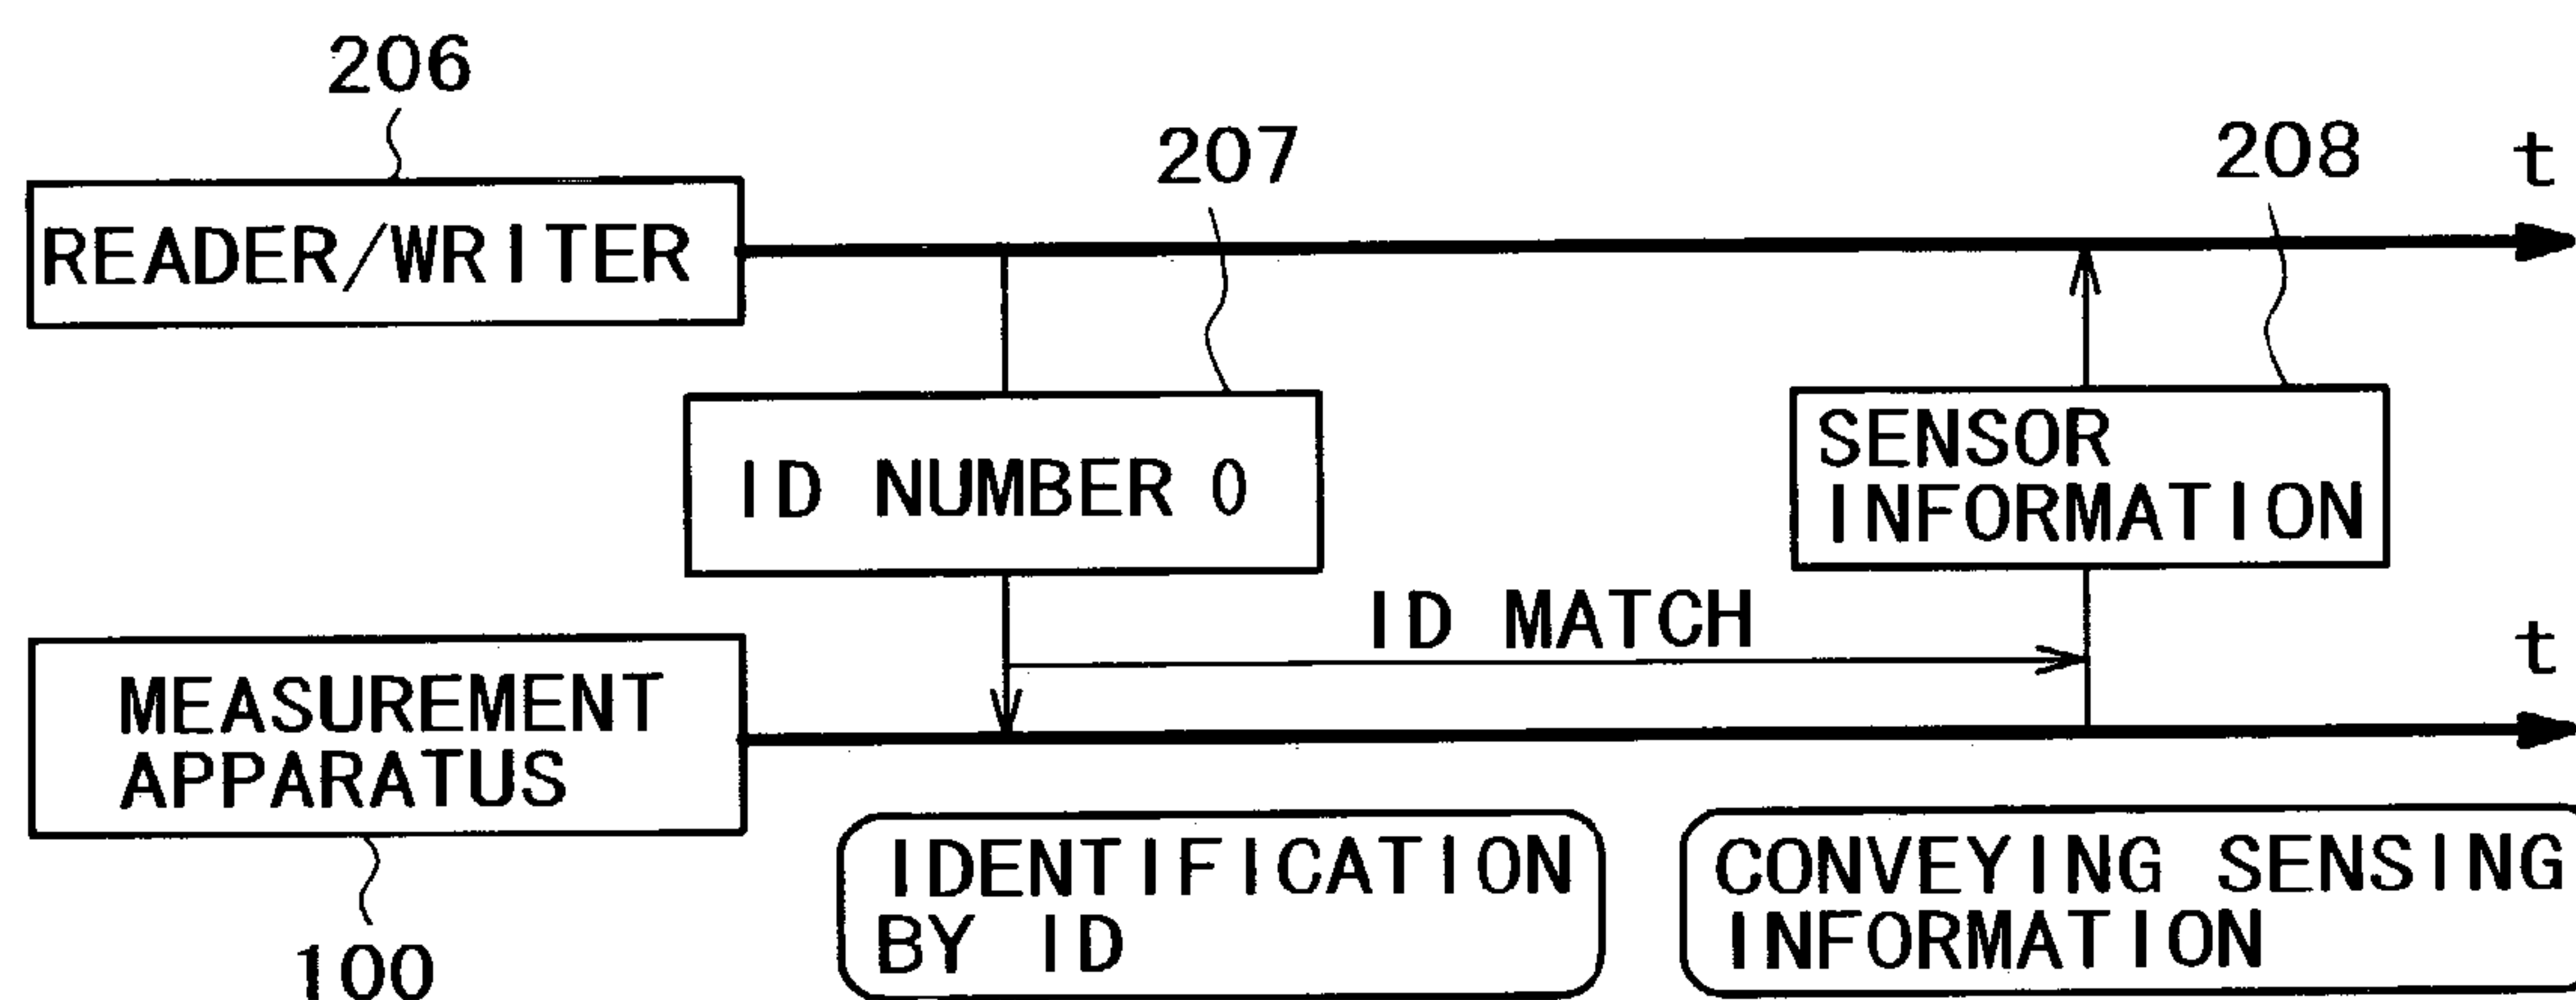 206
207
208
t
READER/WRITER
ID NUMBER 0
SENSOR
INFORMATION
ID MATCH
t
MEASUREMENT
APPARATUS
100
IDENTIFICATION
BY ID
CONVEYING SENSING
INFORMATION